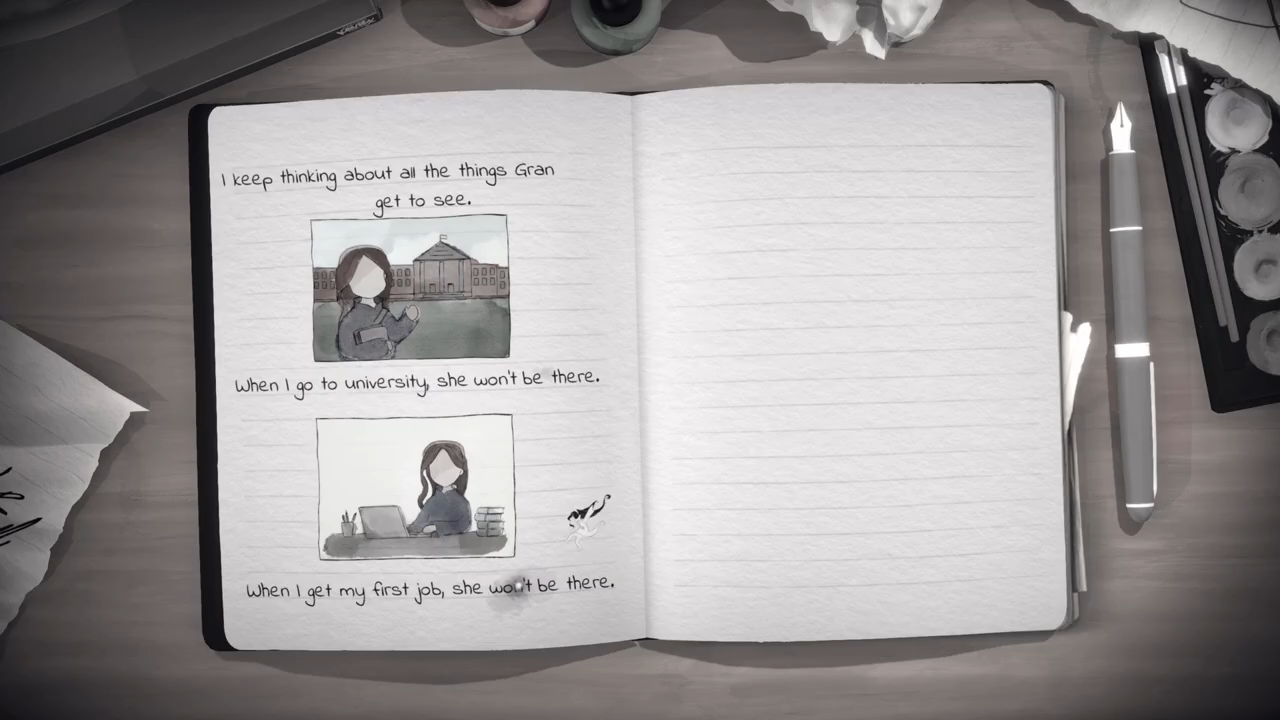 I keep thinking about all the things Gran
get to see.
When I go to university, she won't be there.
When I get my first job, she won't be there.